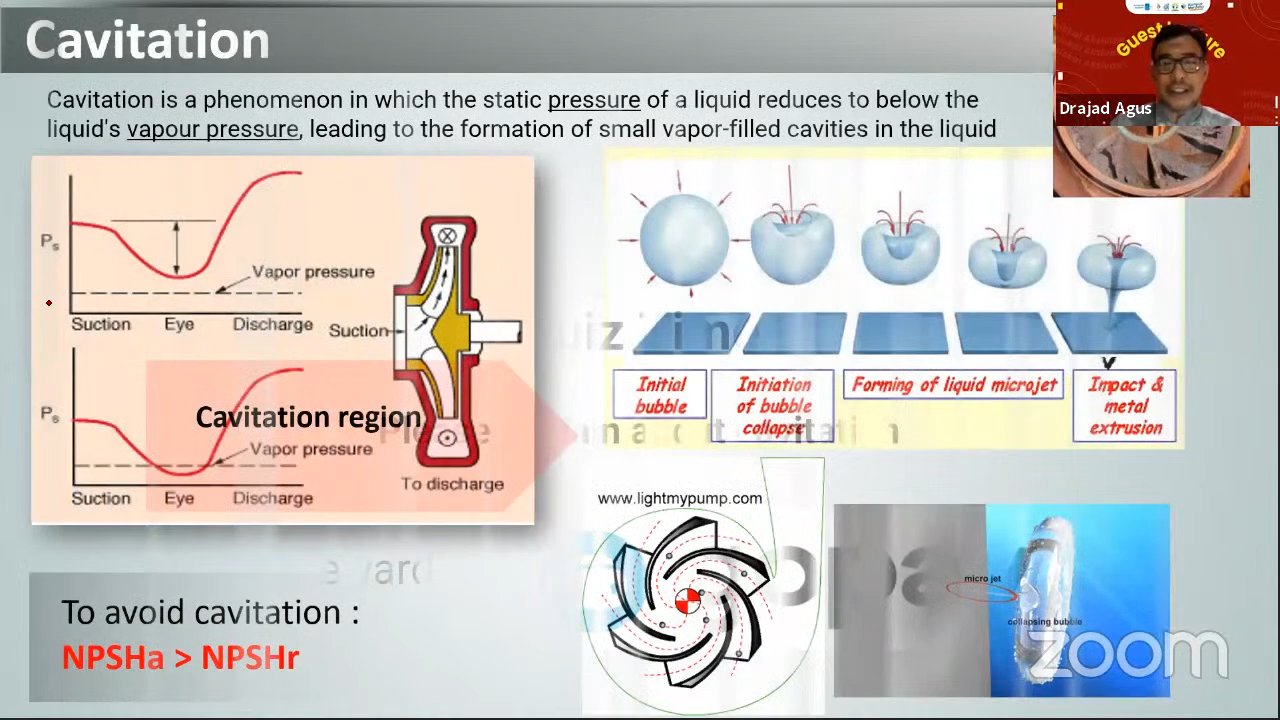 Cavitation
Guest Lecture
Drajad Agus
Cavitation is a phenomenon in which the static pressure of a liquid reduces to below the
liquid's vapour pressure, leading to the formation of small vapor-filled cavities in the liquid
Ps
Vapor pressure
Suction Eye Discharge
Suction
Ps
Cavitation region
Vapor pressure
Suction Eye Discharge
To discharge
Initial
bubble
Initiation
of bubble
collapse
Forming of liquid microjet
Impact &
metal
extrusion
www.lightmypump.com
micro jet
collapsing bubble
To avoid cavitation :
NPSHa > NPSHr
zoom